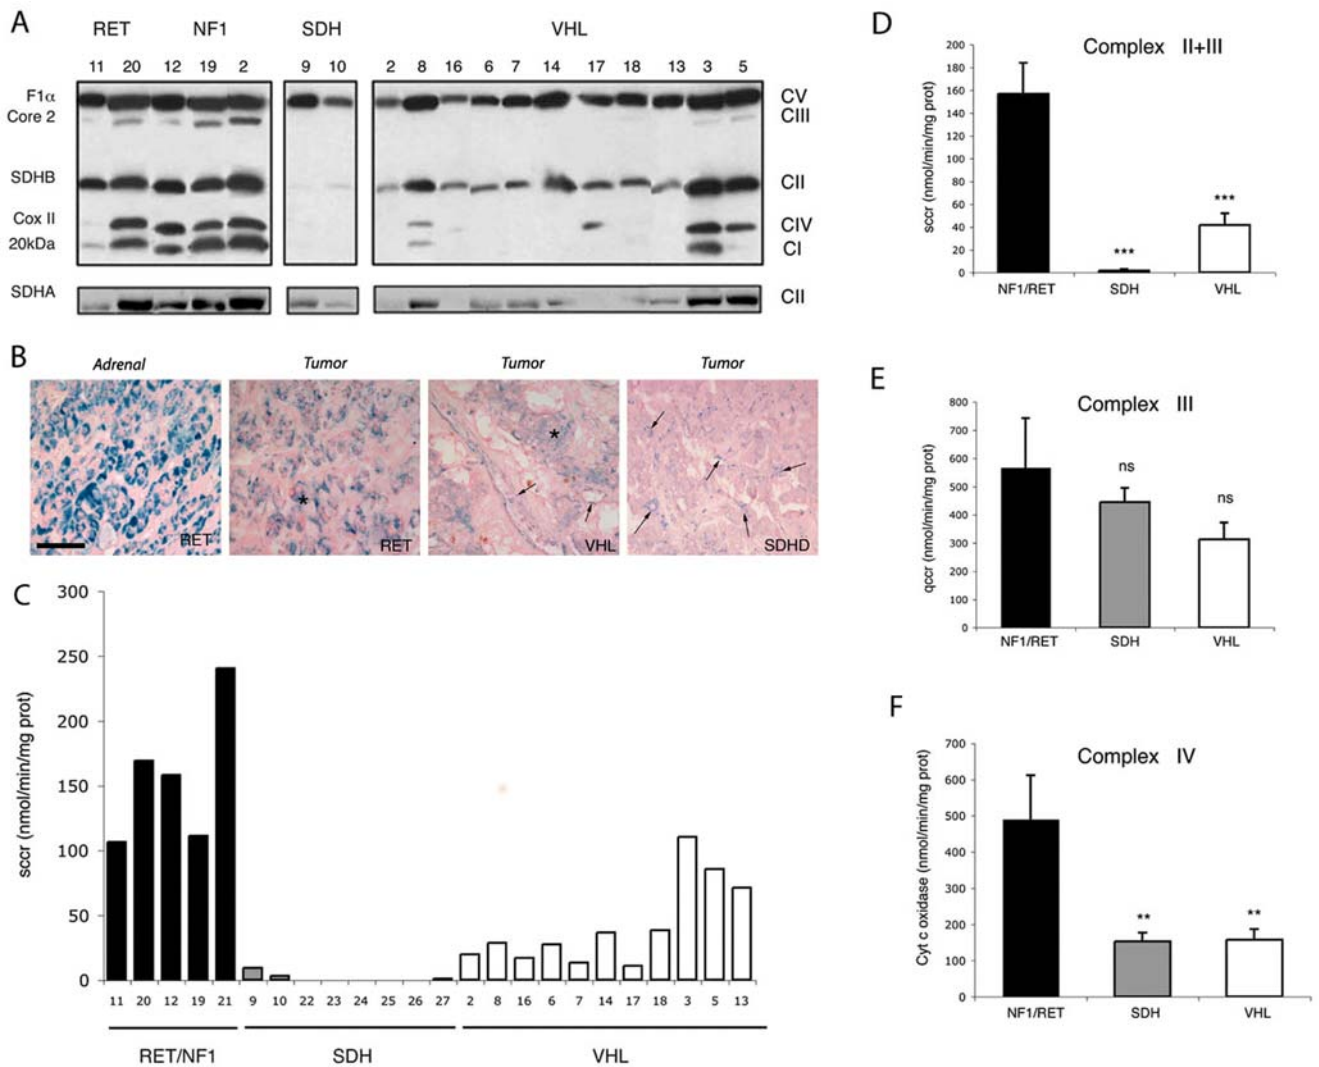 A
RET NF1 SDH VHL
11 20 12 19 2 9 10 2 8 16 6 7 14 17 18 13 3 5
F1α CV
Core 2 CIII
SDHB CII
Cox II CIV
20kDa CI
SDHA CII
B
Adrenal Tumor Tumor Tumor
* *
RET RET VHL SDHD
C
300
250
200
150
100
50
0
sccr (nmol/min/mg prot)
11 20 12 19 21 9 10 22 23 24 25 26 27 2 8 16 6 7 14 17 18 3 5 13
RET/NF1 SDH VHL
D
Complex II+III
200
180
160
140
120
100
80
60
40
20
0
sccr (nmol/min/mg prot)
*** ***
NF1/RET SDH VHL
E
Complex III
800
700
600
500
400
300
200
100
0
qccr (nmol/min/mg prot)
ns ns
NF1/RET SDH VHL
F
Complex IV
700
600
500
400
300
200
100
0
Cyt c oxidase (nmol/min/mg prot)
** **
NF1/RET SDH VHL